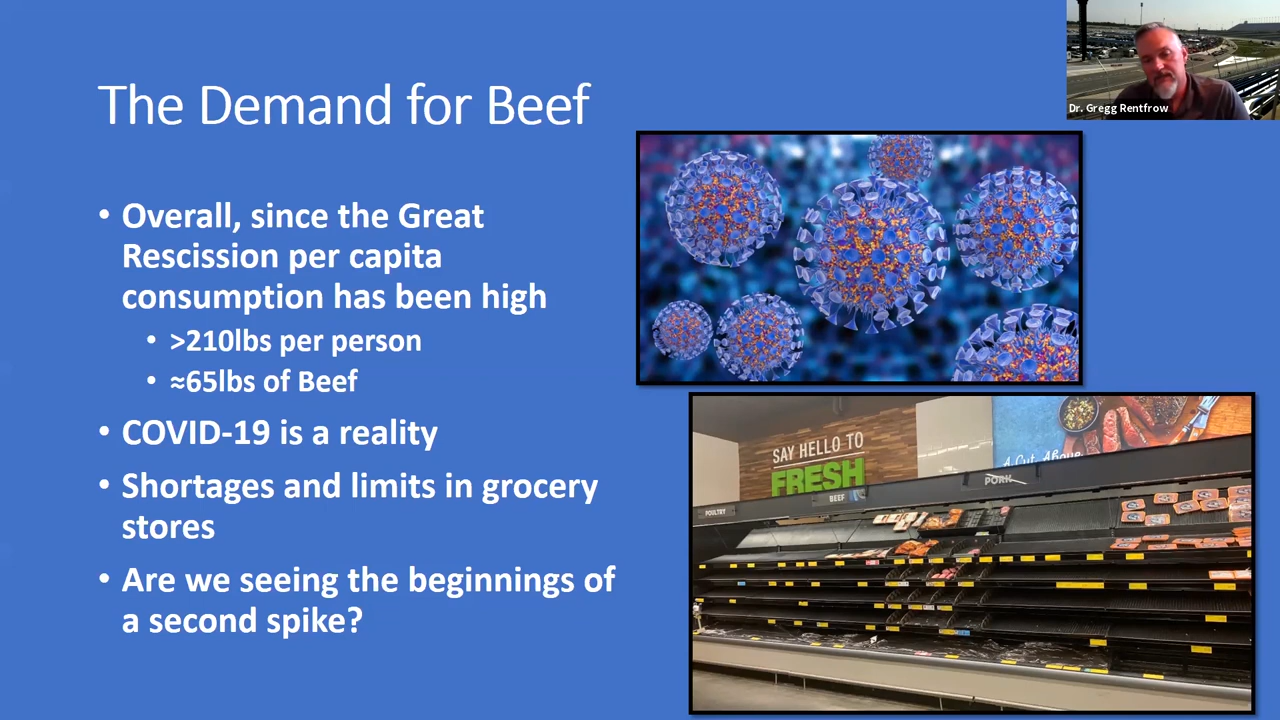 The Demand for Beef
Dr. Gregg Rentfrow
• Overall, since the Great
Rescission per capita
consumption has been high
• >210lbs per person
• ≈65lbs of Beef
• COVID-19 is a reality
• Shortages and limits in grocery
stores
• Are we seeing the beginnings of
a second spike?
SAY HELLO TO
FRESH
A Cut Above
POULTRY
BEEF
PORK